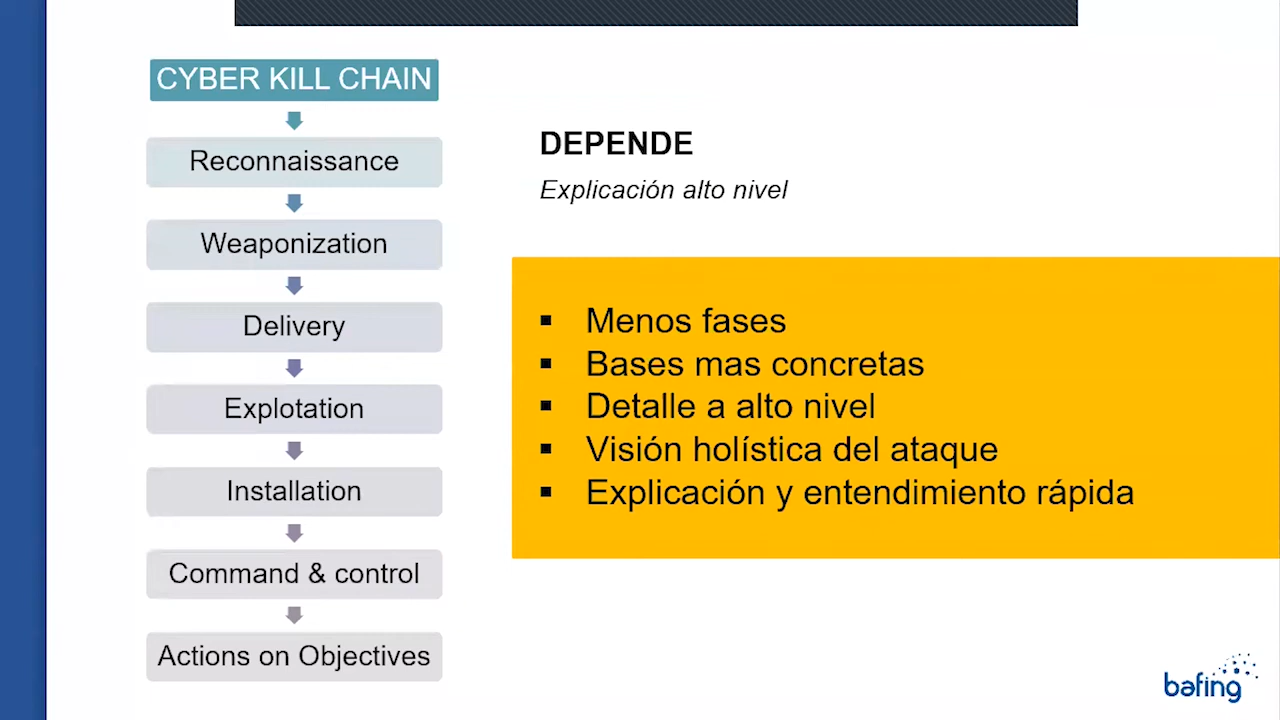 CYBER KILL CHAIN
Reconnaissance
Weaponization
Delivery
Explotation
Installation
Command & control
Actions on Objectives
DEPENDE
Explicación alto nivel
▪ Menos fases
▪ Bases mas concretas
▪ Detalle a alto nivel
▪ Visión holística del ataque
▪ Explicación y entendimiento rápida
bafing